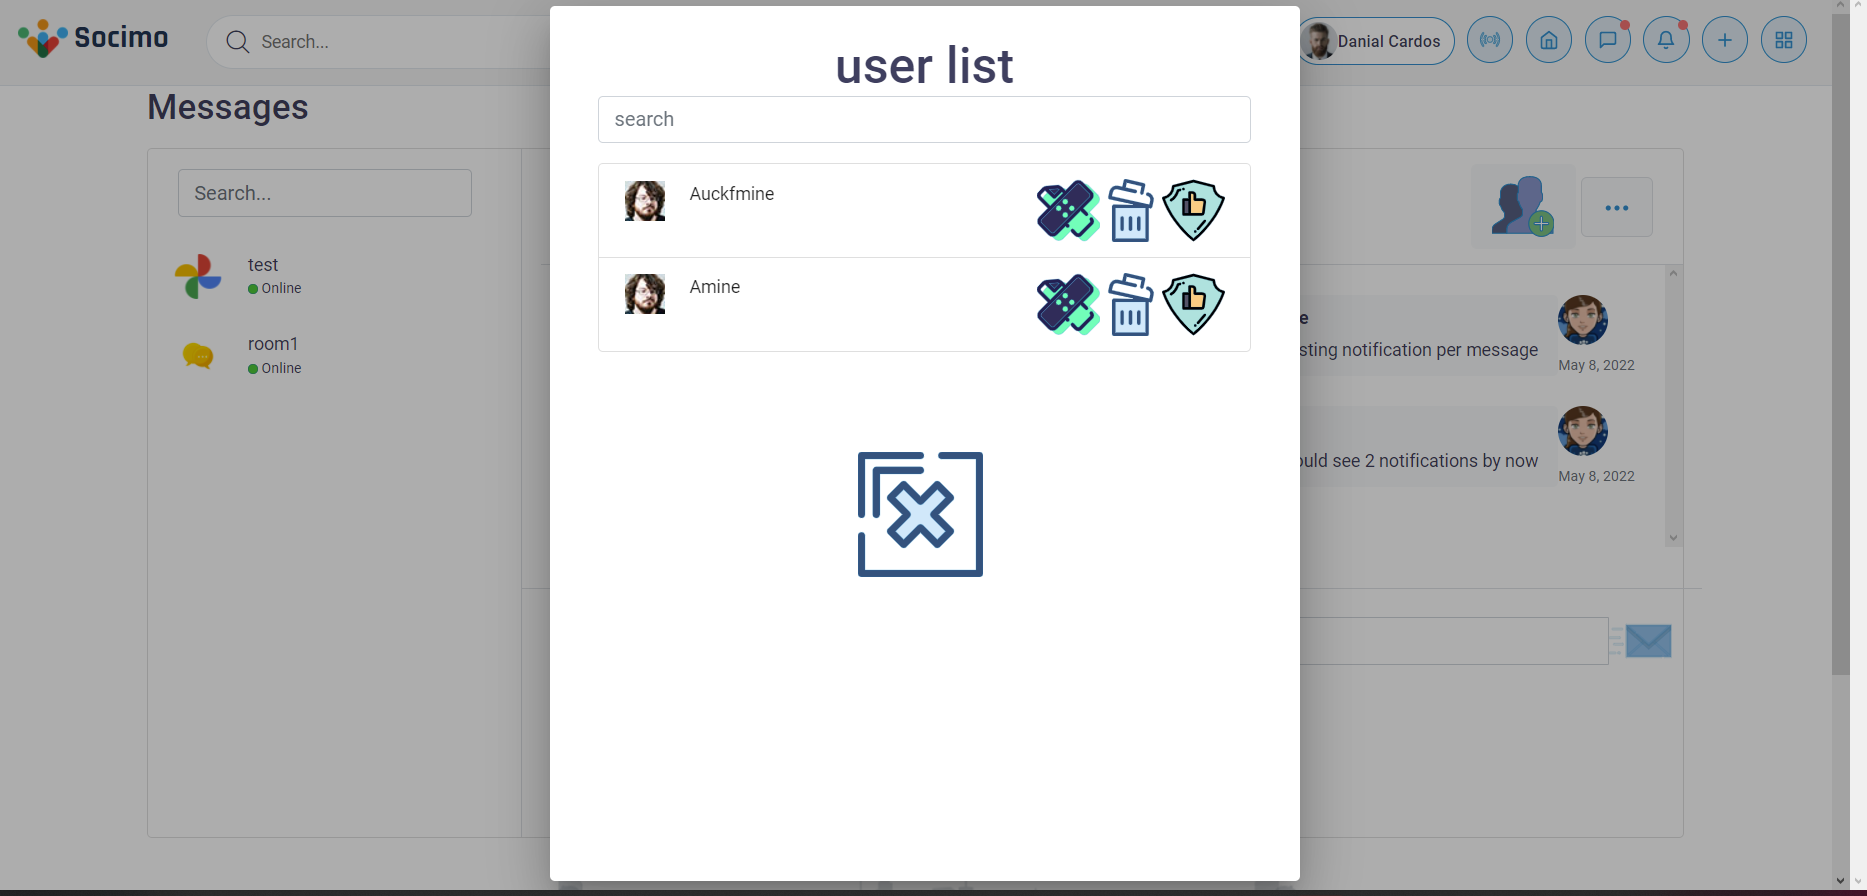 Socimo
Search...
Danial Cardos
Messages
Search...
test
Online
room1
Online
user list
search
Auckfmine
Amine
sting notification per message
May 8, 2022
uld see 2 notifications by now
May 8, 2022